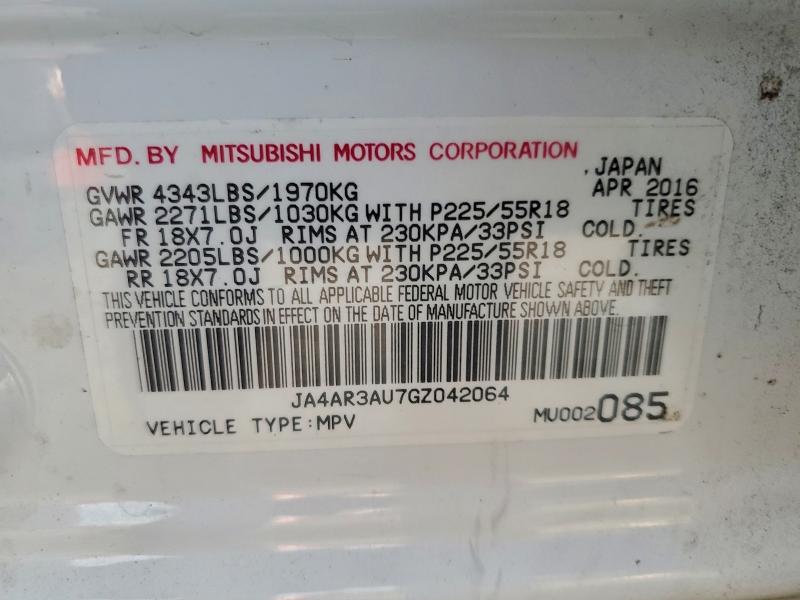 MFD. BY MITSUBISHI MOTORS CORPORATION
, JAPAN
GVWR 4343LBS/1970KG APR 2016
GAWR 2271LBS/1030KG WITH P225/55R18 TIRES
FR 18X7.0J RIMS AT 230KPA/33PSI COLD.
GAWR 2205LBS/1000KG WITH P225/55R18 TIRES
RR 18X7.0J RIMS AT 230KPA/33PSI COLD.
THIS VEHICLE CONFORMS TO ALL APPLICABLE FEDERAL MOTOR VEHICLE SAFETY AND THEFT
PREVENTION STANDARDS IN EFFECT ON THE DATE OF MANUFACTURE SHOWN ABOVE.
JA4AR3AU7GZ042064
VEHICLE TYPE:MPV MU002085